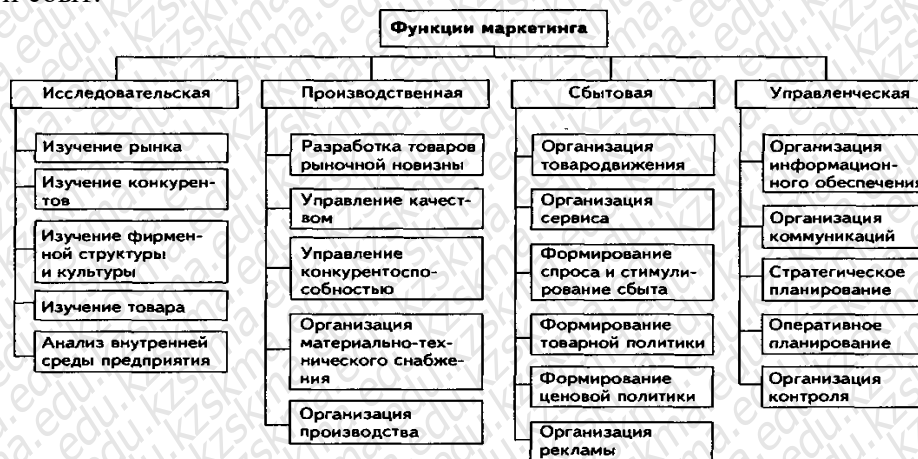 и сбыт.
Функции маркетинга
Исследовательская
Производственная
Сбытовая
Управленческая
Изучение рынка
Изучение конкурен-
тов
Изучение фирмен-
ной структуры
и культуры
Изучение товара
Анализ внутренней
среды предприятия
Разработка товаров
рыночной новизны
Управление качест-
вом
Управление
конкурентоспо-
собностью
Организация
материально-тех-
нического снабже-
ния
Организация
производства
Организация
товародвижения
Организация
сервиса
Формирование
спроса и стимули-
рование сбыта
Формирование
товарной политики
Формирование
ценовой политики
Организация
рекламы
Организация
информацион-
ного обеспечения
Организация
коммуникаций
Стратегическое
планирование
Оперативное
планирование
Организация
контроля